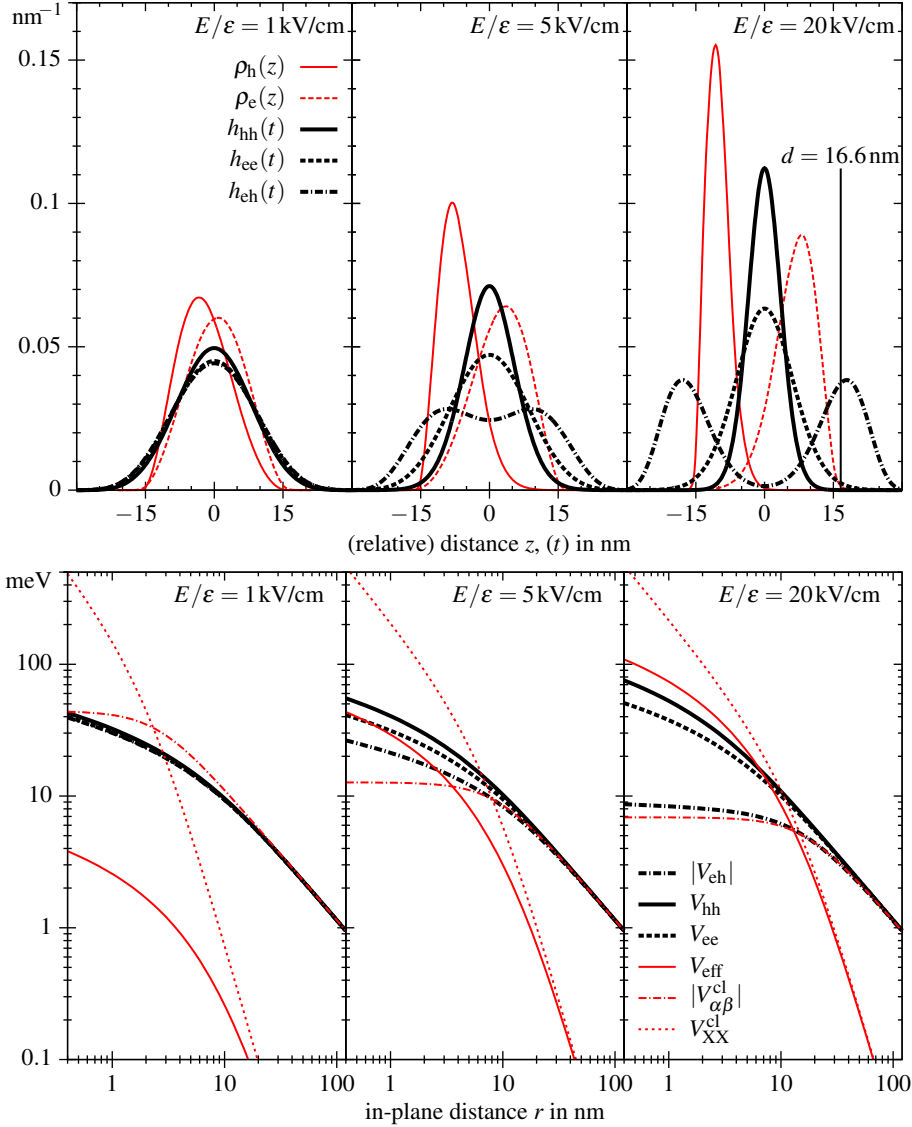 nm⁻¹
E/ε = 1 kV/cm
E/ε = 5 kV/cm
E/ε = 20 kV/cm
0.15
0.1
0.05
0
ρh(z)
ρe(z)
hhh(t)
hee(t)
heh(t)
d = 16.6 nm
−15 0 15 −15 0 15 −15 0 15
(relative) distance z, (t) in nm
meV
E/ε = 1 kV/cm
E/ε = 5 kV/cm
E/ε = 20 kV/cm
100
10
1
0.1
|Veh|
Vhh
Vee
Veff
|Vclαβ|
VclXX
1 10 100 1 10 100 1 10 100
in-plane distance r in nm